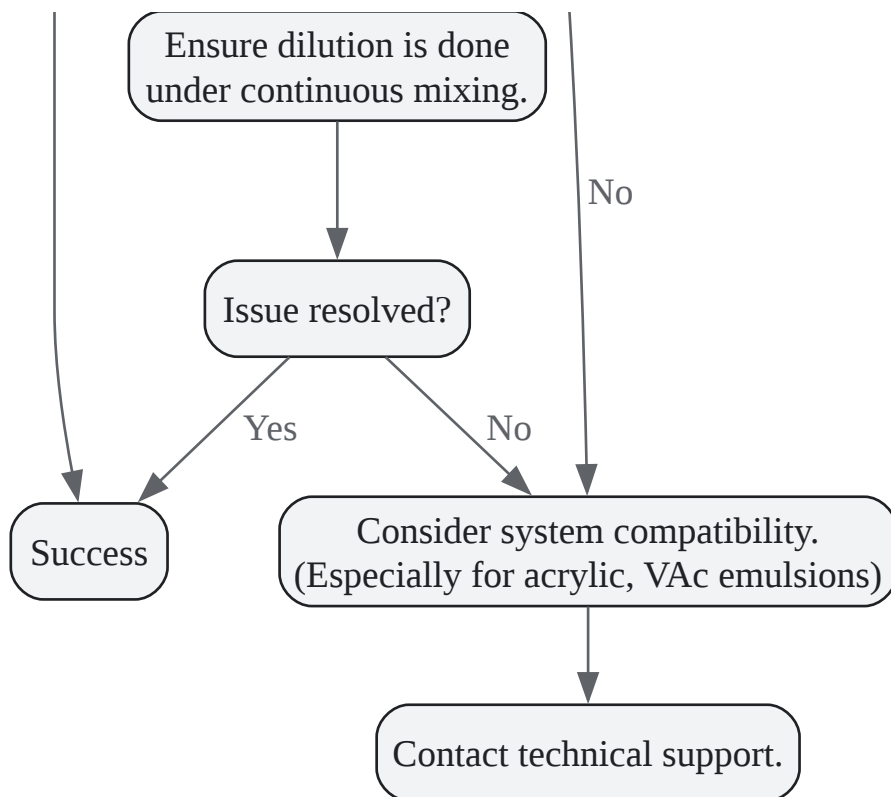 Ensure dilution is done
under continuous mixing.
No
Issue resolved?
Yes
No
Success
Consider system compatibility.
(Especially for acrylic, VAc emulsions)
Contact technical support.